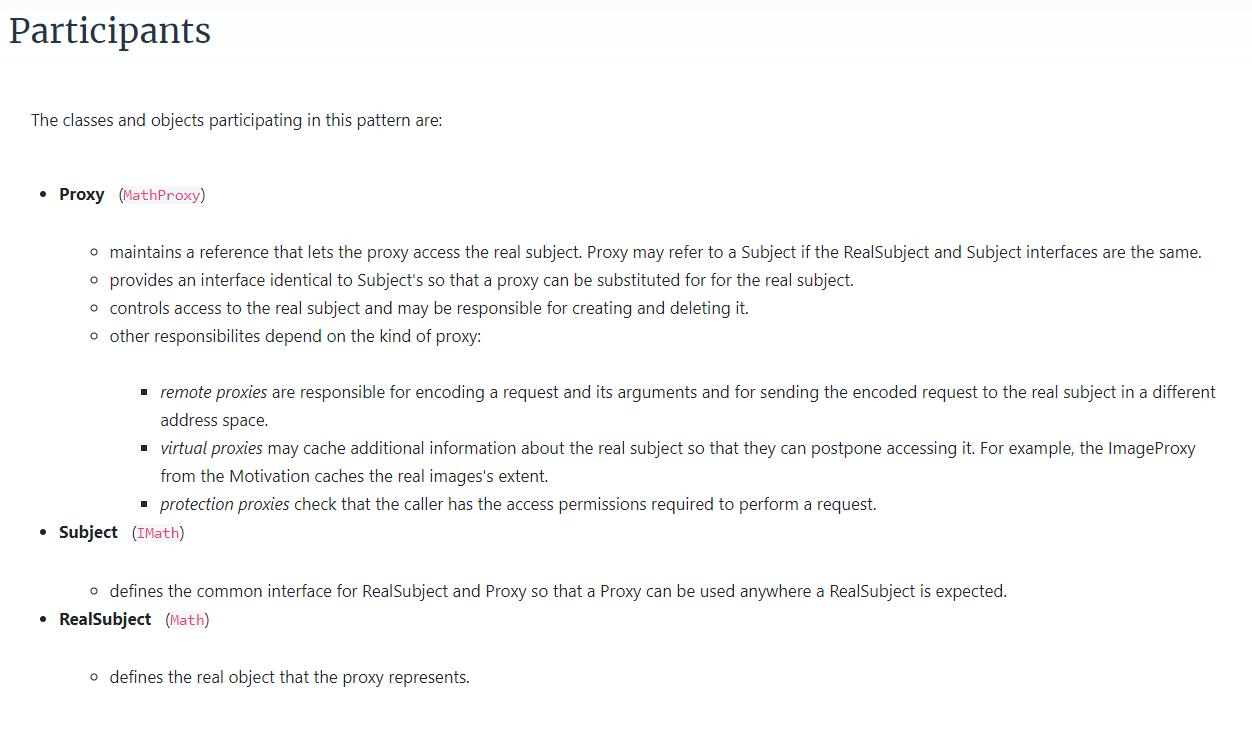 Participants
The classes and objects participating in this pattern are:
Proxy (MathProxy)
maintains a reference that lets the proxy access the real subject. Proxy may refer to a Subject if the RealSubject and Subject interfaces are the same.
provides an interface identical to Subject's so that a proxy can be substituted for for the real subject.
controls access to the real subject and may be responsible for creating and deleting it.
other responsibilites depend on the kind of proxy:
remote proxies are responsible for encoding a request and its arguments and for sending the encoded request to the real subject in a different
address space.
virtual proxies may cache additional information about the real subject so that they can postpone accessing it. For example, the ImageProxy
from the Motivation caches the real images's extent.
protection proxies check that the caller has the access permissions required to perform a request.
Subject (IMath)
defines the common interface for RealSubject and Proxy so that a Proxy can be used anywhere a RealSubject is expected.
RealSubject (Math)
defines the real object that the proxy represents.